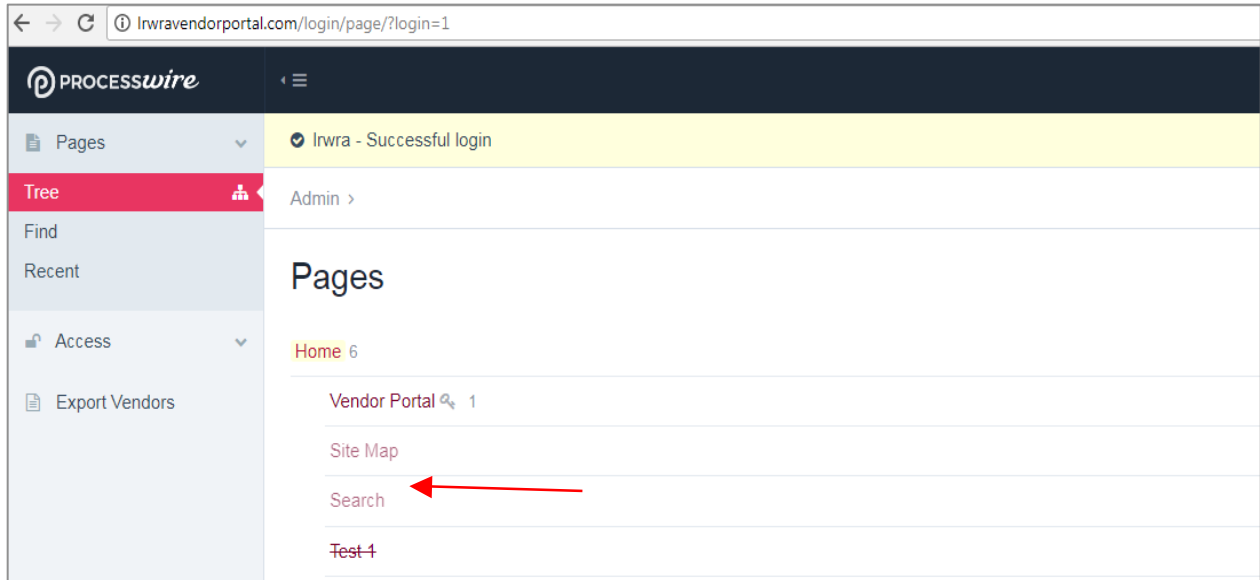 lrwravendorportal.com/login/page/?login=1
PROCESSwire
Pages
lrwra - Successful login
Tree
Admin >
Find
Recent
Pages
Access
Home 6
Export Vendors
Vendor Portal 1
Site Map
Search
Test 1